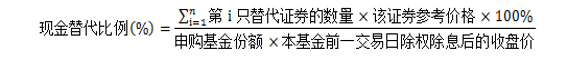 现金替代比例(%) = ∑ⁿᵢ₌₁ 第 i 只替代证券的数量 × 该证券参考价格 × 100%
申购基金份额 × 本基金前一交易日除权除息后的收盘价